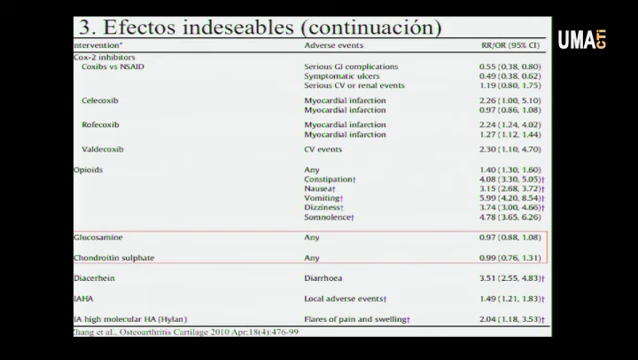 3. Efectos indeseables (continuación)
UMA CTI
ntervention* Adverse events RR/OR (95% CI)
Cox-2 inhibitors
Coxibs vs NSAID Serious GI complications 0.55 (0.38, 0.80)
Symptomatic ulcers 0.49 (0.38, 0.62)
Serious CV or renal events 1.19 (0.80, 1.75)
Celecoxib Myocardial infarction 2.26 (1.00, 5.10)
Myocardial infarction 0.97 (0.86, 1.08)
Rofecoxib Myocardial infarction 2.24 (1.24, 4.02)
Myocardial infarction 1.27 (1.12, 1.44)
Valdecoxib CV events 2.30 (1.10, 4.70)
Opioids Any 1.40 (1.30, 1.60)
Constipation† 4.08 (3.30, 5.05)†
Nausea† 3.15 (2.68, 3.72)†
Vomiting† 5.99 (4.20, 8.54)†
Dizziness† 3.74 (3.00, 4.66)†
Somnolence† 4.78 (3.65, 6.26)
Glucosamine Any 0.97 (0.88, 1.08)
Chondroitin sulphate Any 0.99 (0.76, 1.31)
Diacerhein Diarrhoea 3.51 (2.55, 4.83)†
IAHA Local adverse events† 1.49 (1.21, 1.83)†
IA high molecular HA (Hylan) Flares of pain and swelling† 2.04 (1.18, 3.53)†
Zhang et al., Osteoarthritis Cartilage 2010 Apr;18(4):476-99